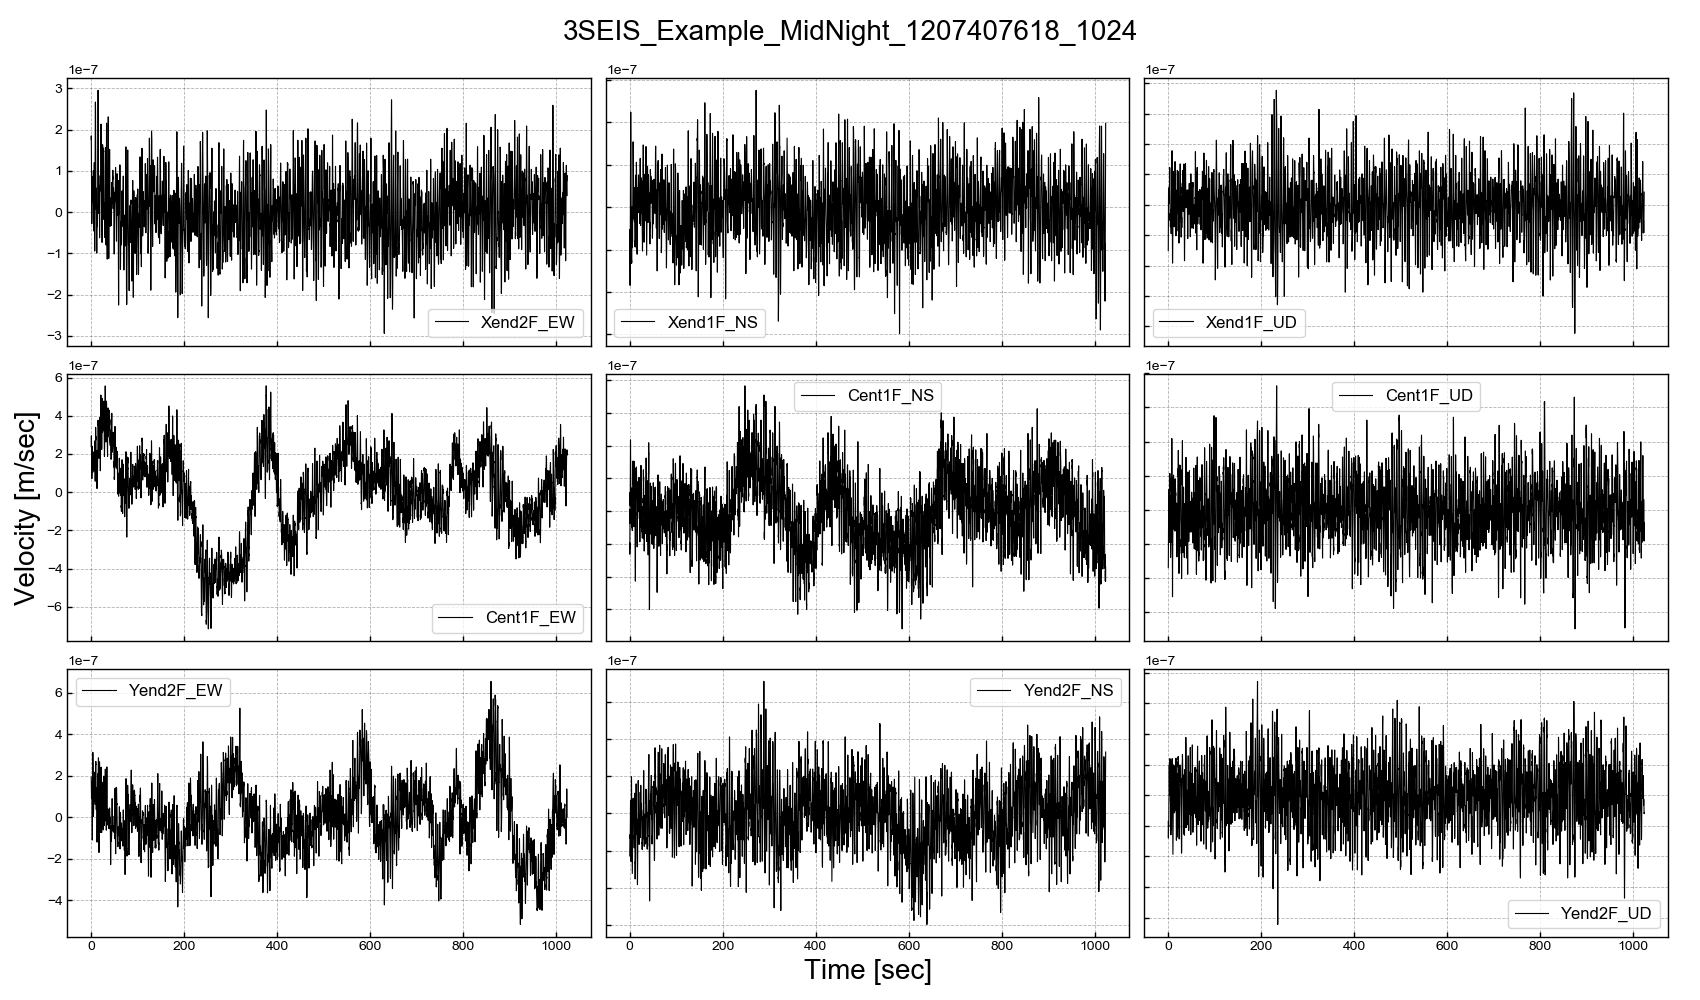 3SEIS_Example_MidNight_1207407618_1024
1e−7
1e−7
1e−7
3
2
1
0
−1
−2
−3
Xend2F_EW
Xend1F_NS
Xend1F_UD
1e−7
1e−7
1e−7
6
4
2
0
−2
−4
−6
Cent1F_EW
Cent1F_NS
Cent1F_UD
Velocity [m/sec]
1e−7
1e−7
1e−7
6
4
2
0
−2
−4
Yend2F_EW
Yend2F_NS
Yend2F_UD
0 200 400 600 800 1000
0 200 400 600 800 1000
0 200 400 600 800 1000
Time [sec]